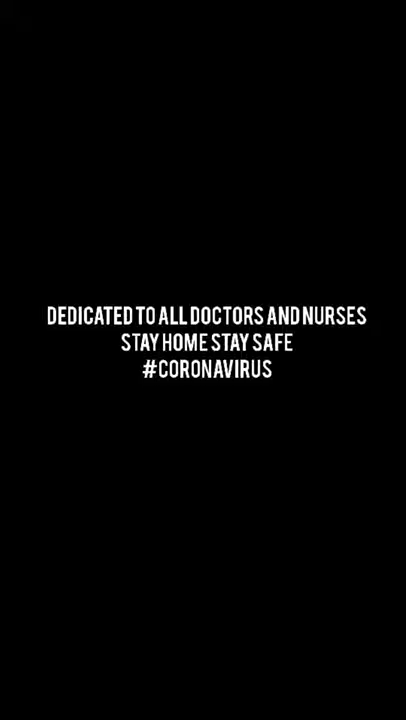 DEDICATED TO ALL DOCTORS AND NURSES
STAY HOME STAY SAFE
#CORONAVIRUS